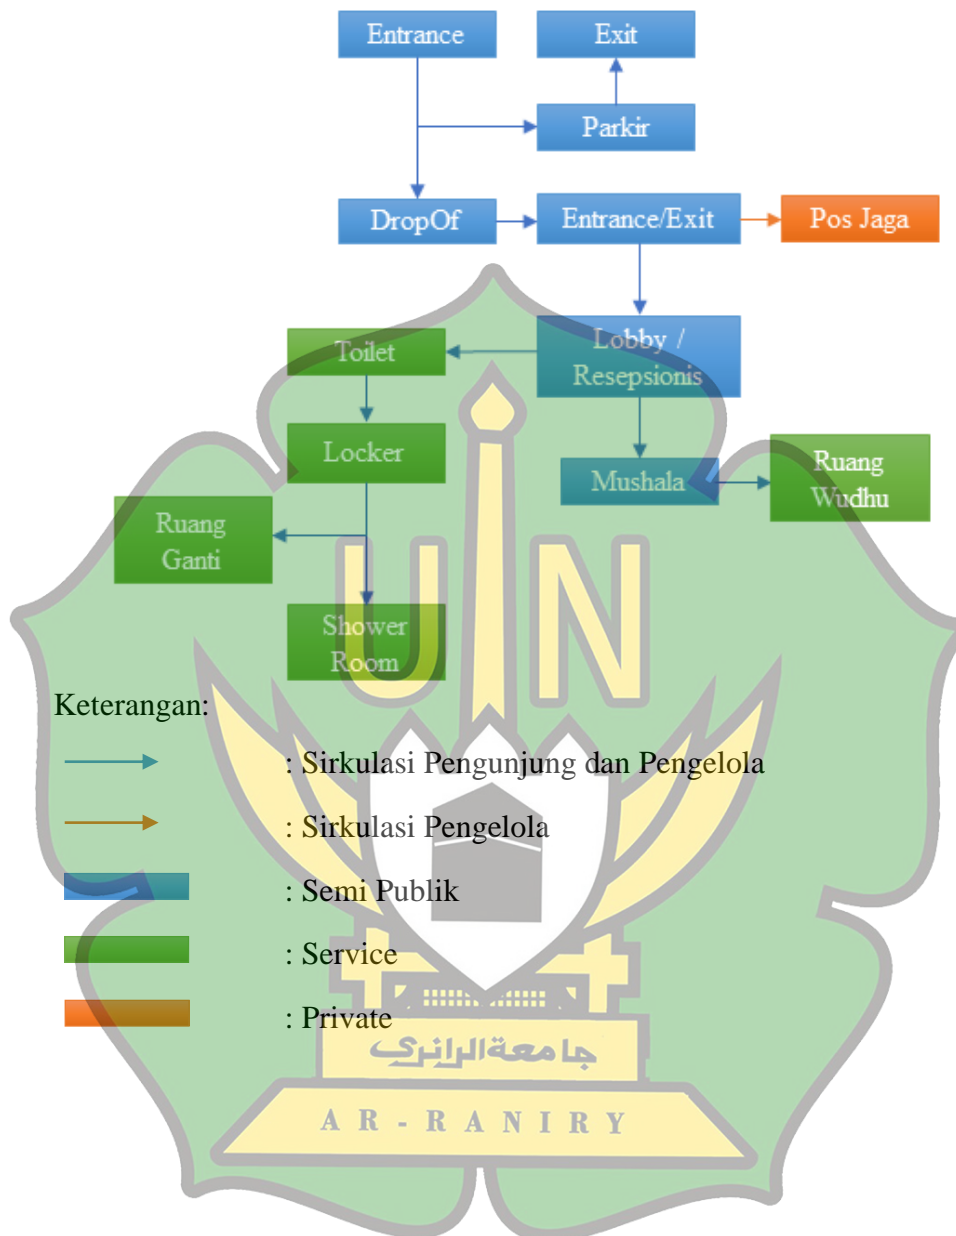 Entrance
Exit
Parkir
DropOf
Entrance/Exit
Pos Jaga
Lobby /
Resepsionis
Toilet
Locker
Mushala
Ruang
Wudhu
Ruang
Ganti
Shower
Room
UIN
Keterangan:
: Sirkulasi Pengunjung dan Pengelola
: Sirkulasi Pengelola
: Semi Publik
: Service
: Private
جامعة الرانري
AR-RANIRY